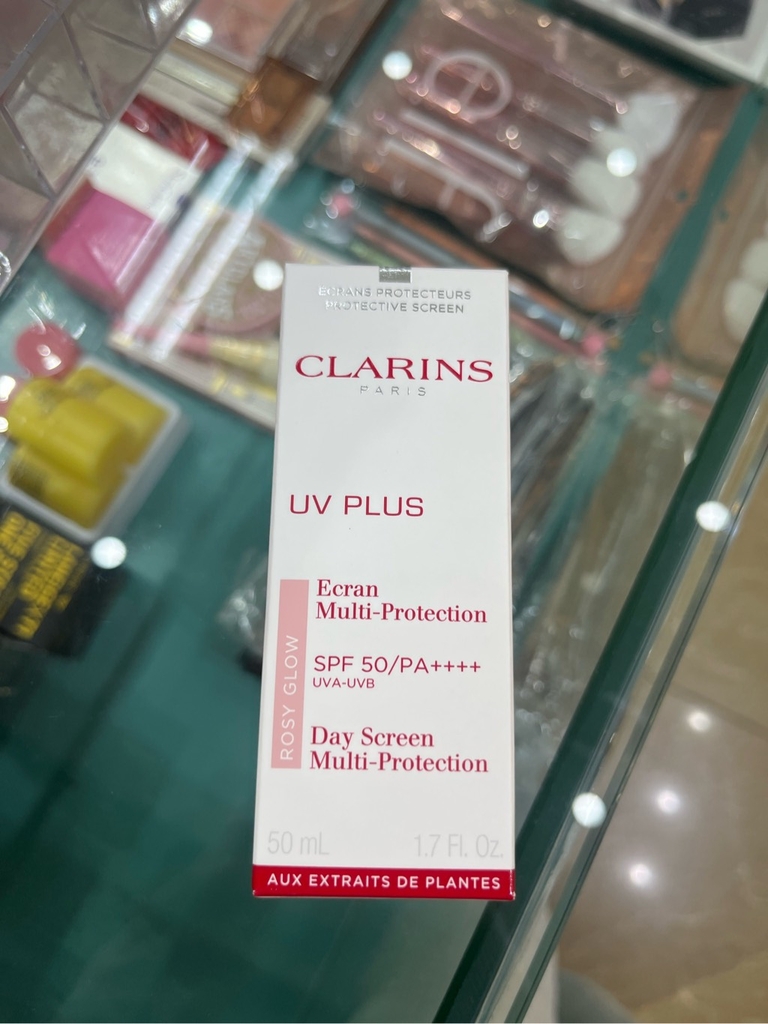 ECRANS PROTECTEURS
PROTECTIVE SCREEN
CLARINS
PARIS
UV PLUS
ROSY GLOW
Ecran
Multi-Protection
SPF 50/PA++++
UVA-UVB
Day Screen
Multi-Protection
50 mL 1.7 Fl. Oz.
AUX EXTRAITS DE PLANTES
e.l.f.